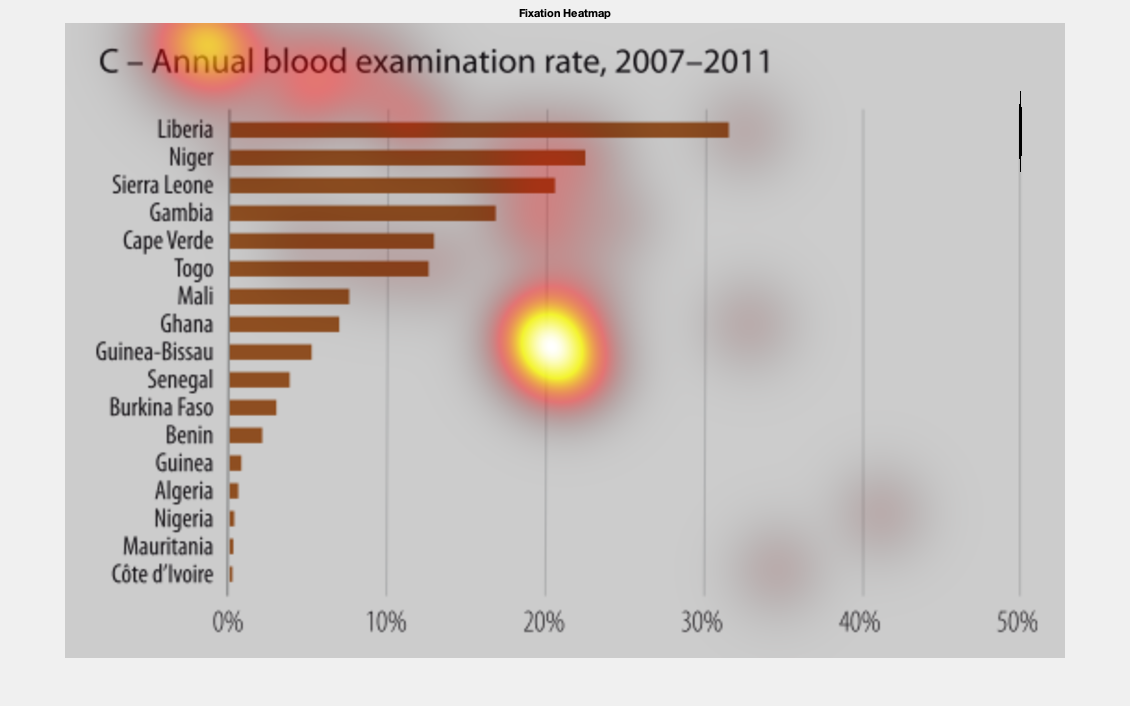 Fixation Heatmap
C – Annual blood examination rate, 2007–2011
Liberia
Niger
Sierra Leone
Gambia
Cape Verde
Togo
Mali
Ghana
Guinea-Bissau
Senegal
Burkina Faso
Benin
Guinea
Algeria
Nigeria
Mauritania
Côte d'Ivoire
0% 10% 20% 30% 40% 50%